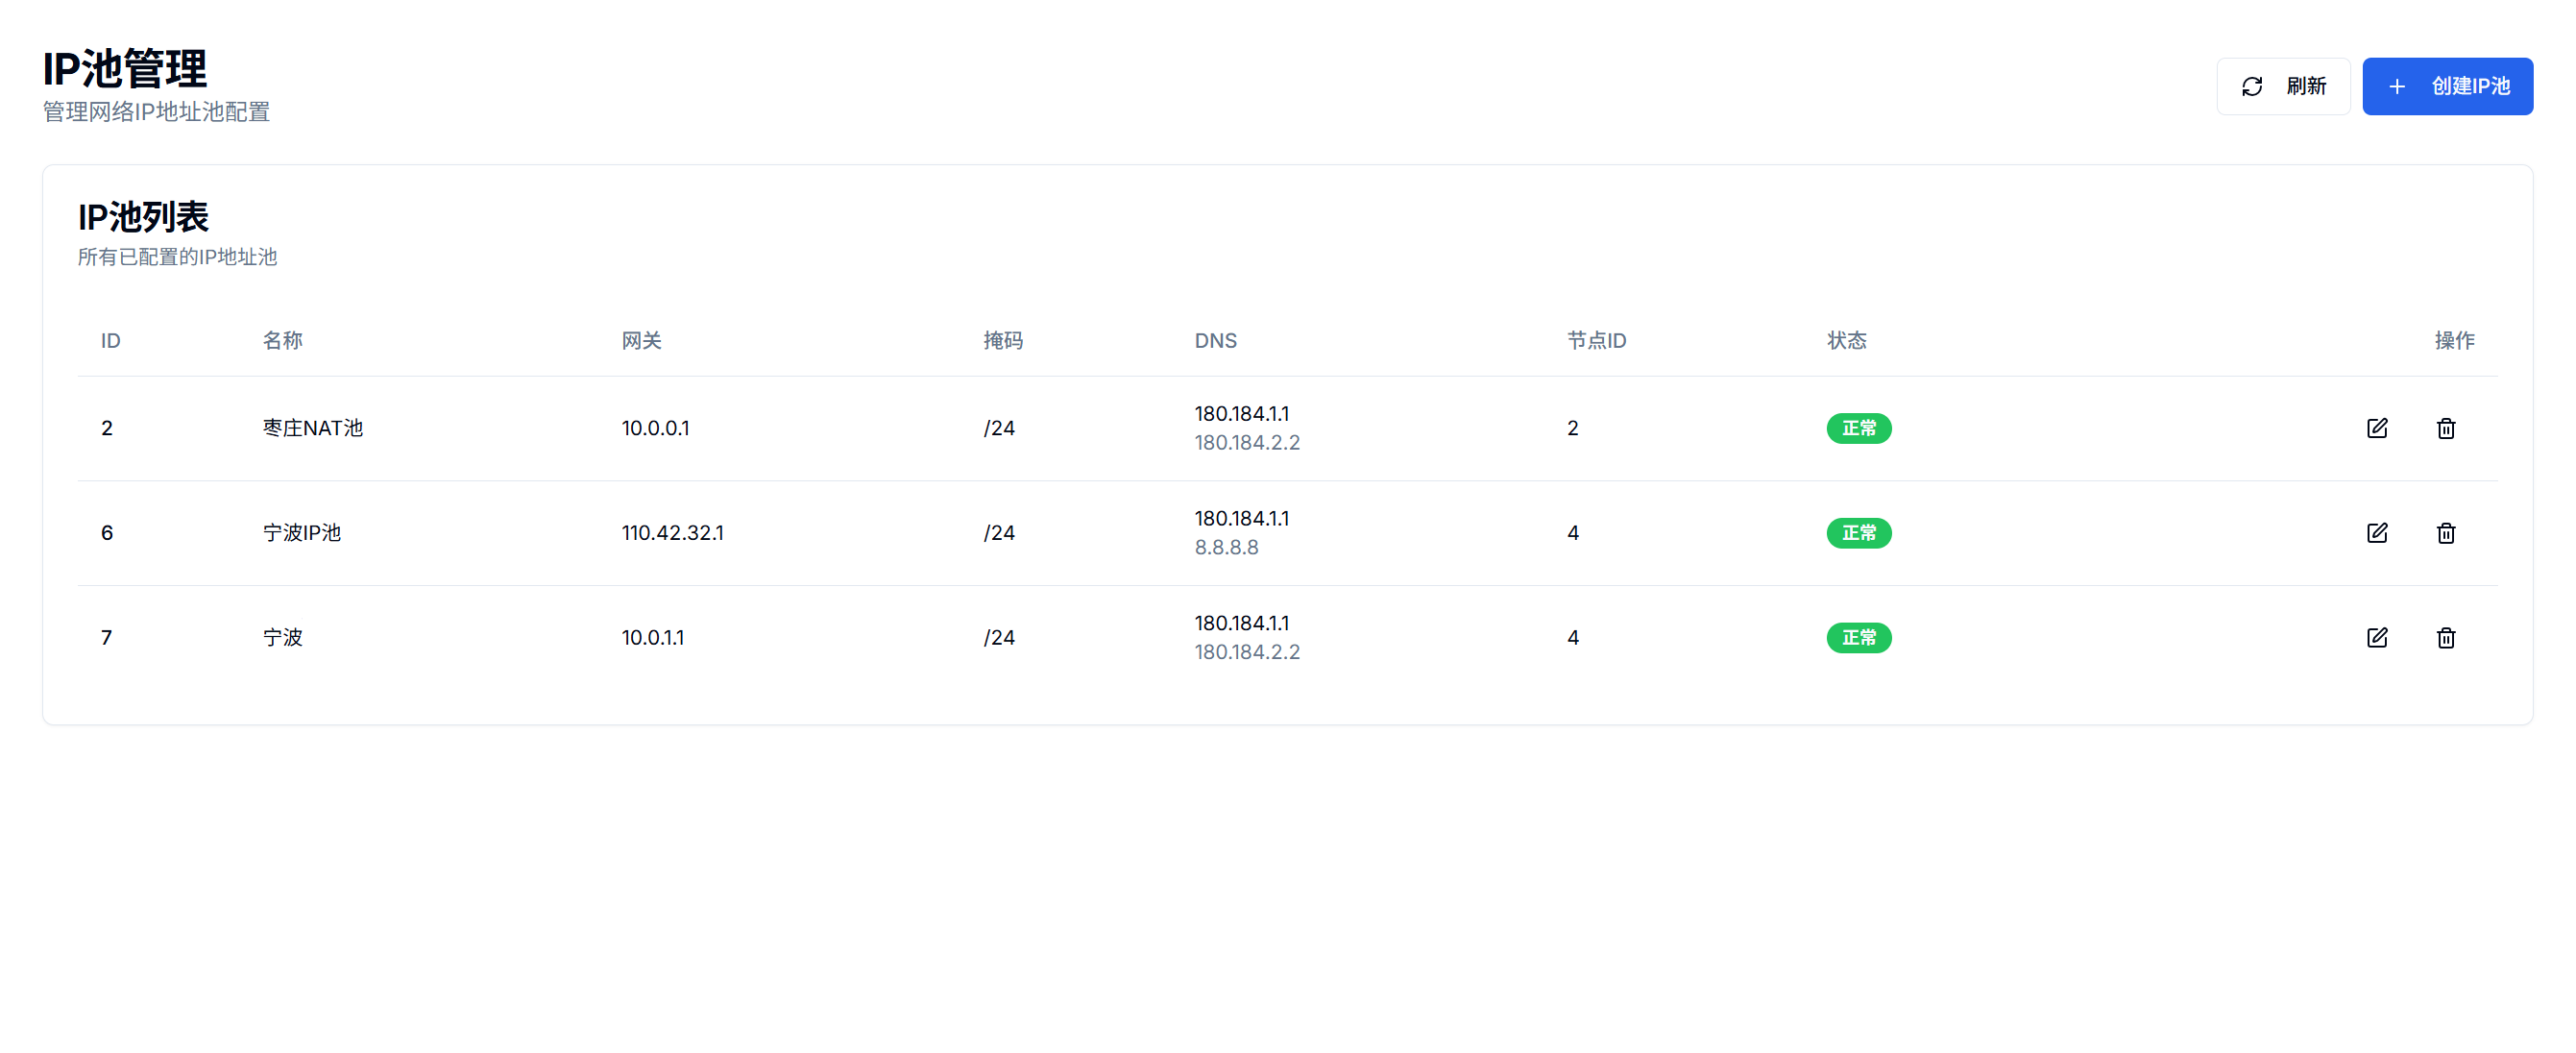 IP池管理
管理网络IP地址池配置
刷新
创建IP池
IP池列表
所有已配置的IP地址池
ID 名称 网关 掩码 DNS 节点ID 状态 操作
2 枣庄NAT池 10.0.0.1 /24 180.184.1.1 2 正常
180.184.2.2
6 宁波IP池 110.42.32.1 /24 180.184.1.1 4 正常
8.8.8.8
7 宁波 10.0.1.1 /24 180.184.1.1 4 正常
180.184.2.2